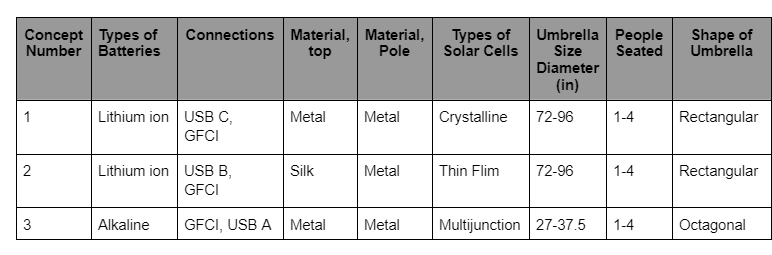 Concept Number Types of Batteries Connections Material, top Material, Pole Types of Solar Cells Umbrella Size Diameter (in) People Seated Shape of Umbrella
1 Lithium ion USB C, GFCI Metal Metal Crystalline 72-96 1-4 Rectangular
2 Lithium ion USB B, GFCI Silk Metal Thin Flim 72-96 1-4 Rectangular
3 Alkaline GFCI, USB A Metal Metal Multijunction 27-37.5 1-4 Octagonal